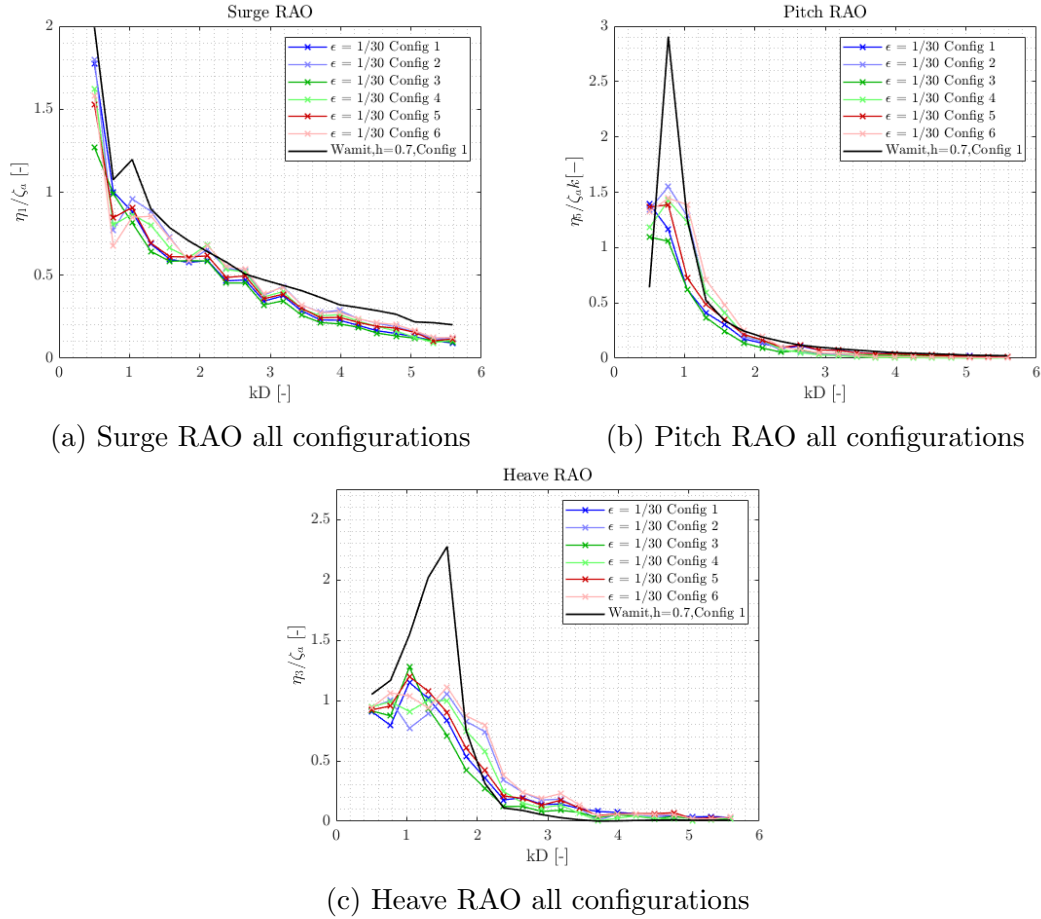 Surge RAO
2
1.5
1
0.5
0
η₁/ζₐ [-]
0 1 2 3 4 5 6
kD [-]
ϵ = 1/30 Config 1
ϵ = 1/30 Config 2
ϵ = 1/30 Config 3
ϵ = 1/30 Config 4
ϵ = 1/30 Config 5
ϵ = 1/30 Config 6
Wamit,h=0.7,Config 1
(a) Surge RAO all configurations
Pitch RAO
3
2.5
2
1.5
1
0.5
0
η₅/ζₐk[−]
0 1 2 3 4 5 6
kD [-]
ϵ = 1/30 Config 1
ϵ = 1/30 Config 2
ϵ = 1/30 Config 3
ϵ = 1/30 Config 4
ϵ = 1/30 Config 5
ϵ = 1/30 Config 6
Wamit,h=0.7,Config 1
(b) Pitch RAO all configurations
Heave RAO
2.5
2
1.5
1
0.5
0
η₃/ζₐ [-]
0 1 2 3 4 5 6
kD [-]
ϵ = 1/30 Config 1
ϵ = 1/30 Config 2
ϵ = 1/30 Config 3
ϵ = 1/30 Config 4
ϵ = 1/30 Config 5
ϵ = 1/30 Config 6
Wamit,h=0.7,Config 1
(c) Heave RAO all configurations